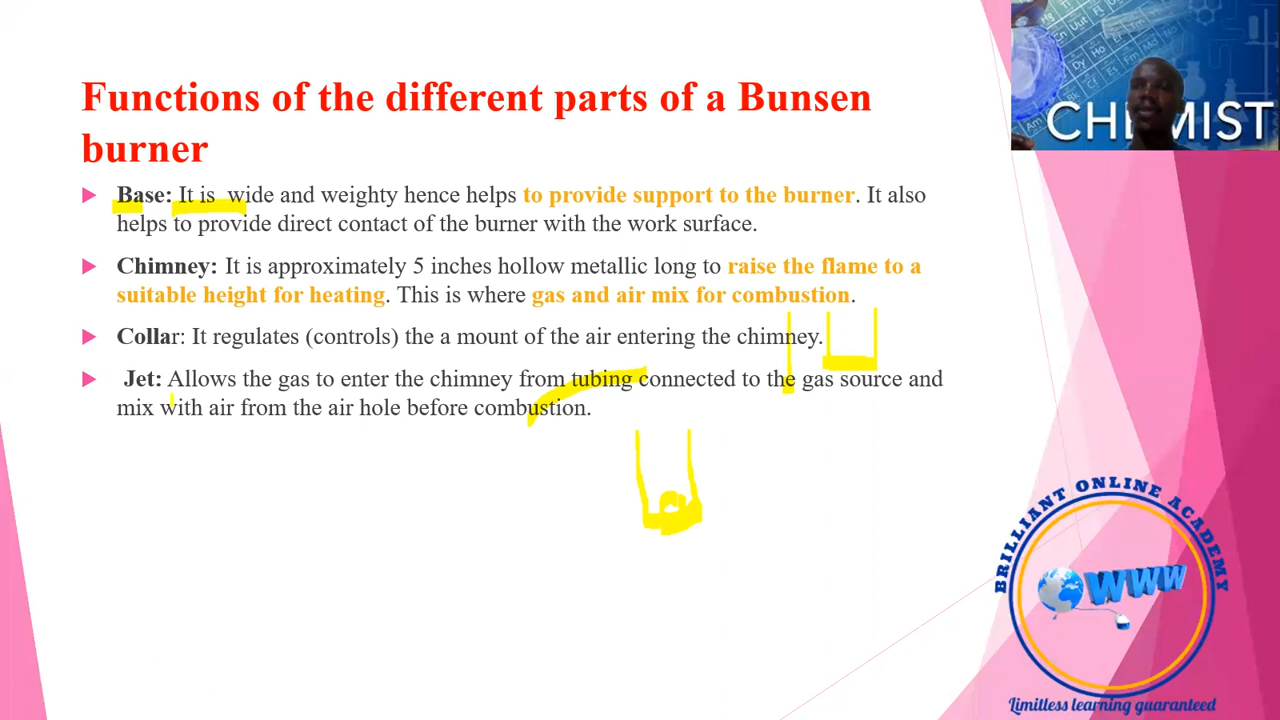 Functions of the different parts of a Bunsen
burner
Base: It is wide and weighty hence helps to provide support to the burner. It also
helps to provide direct contact of the burner with the work surface.
Chimney: It is approximately 5 inches hollow metallic long to raise the flame to a
suitable height for heating. This is where gas and air mix for combustion.
Collar: It regulates (controls) the a mount of the air entering the chimney.
Jet: Allows the gas to enter the chimney from tubing connected to the gas source and
mix with air from the air hole before combustion.
CHEMIST
BRILLIANT ONLINE ACADEMY
WWW
Limitless learning guaranteed